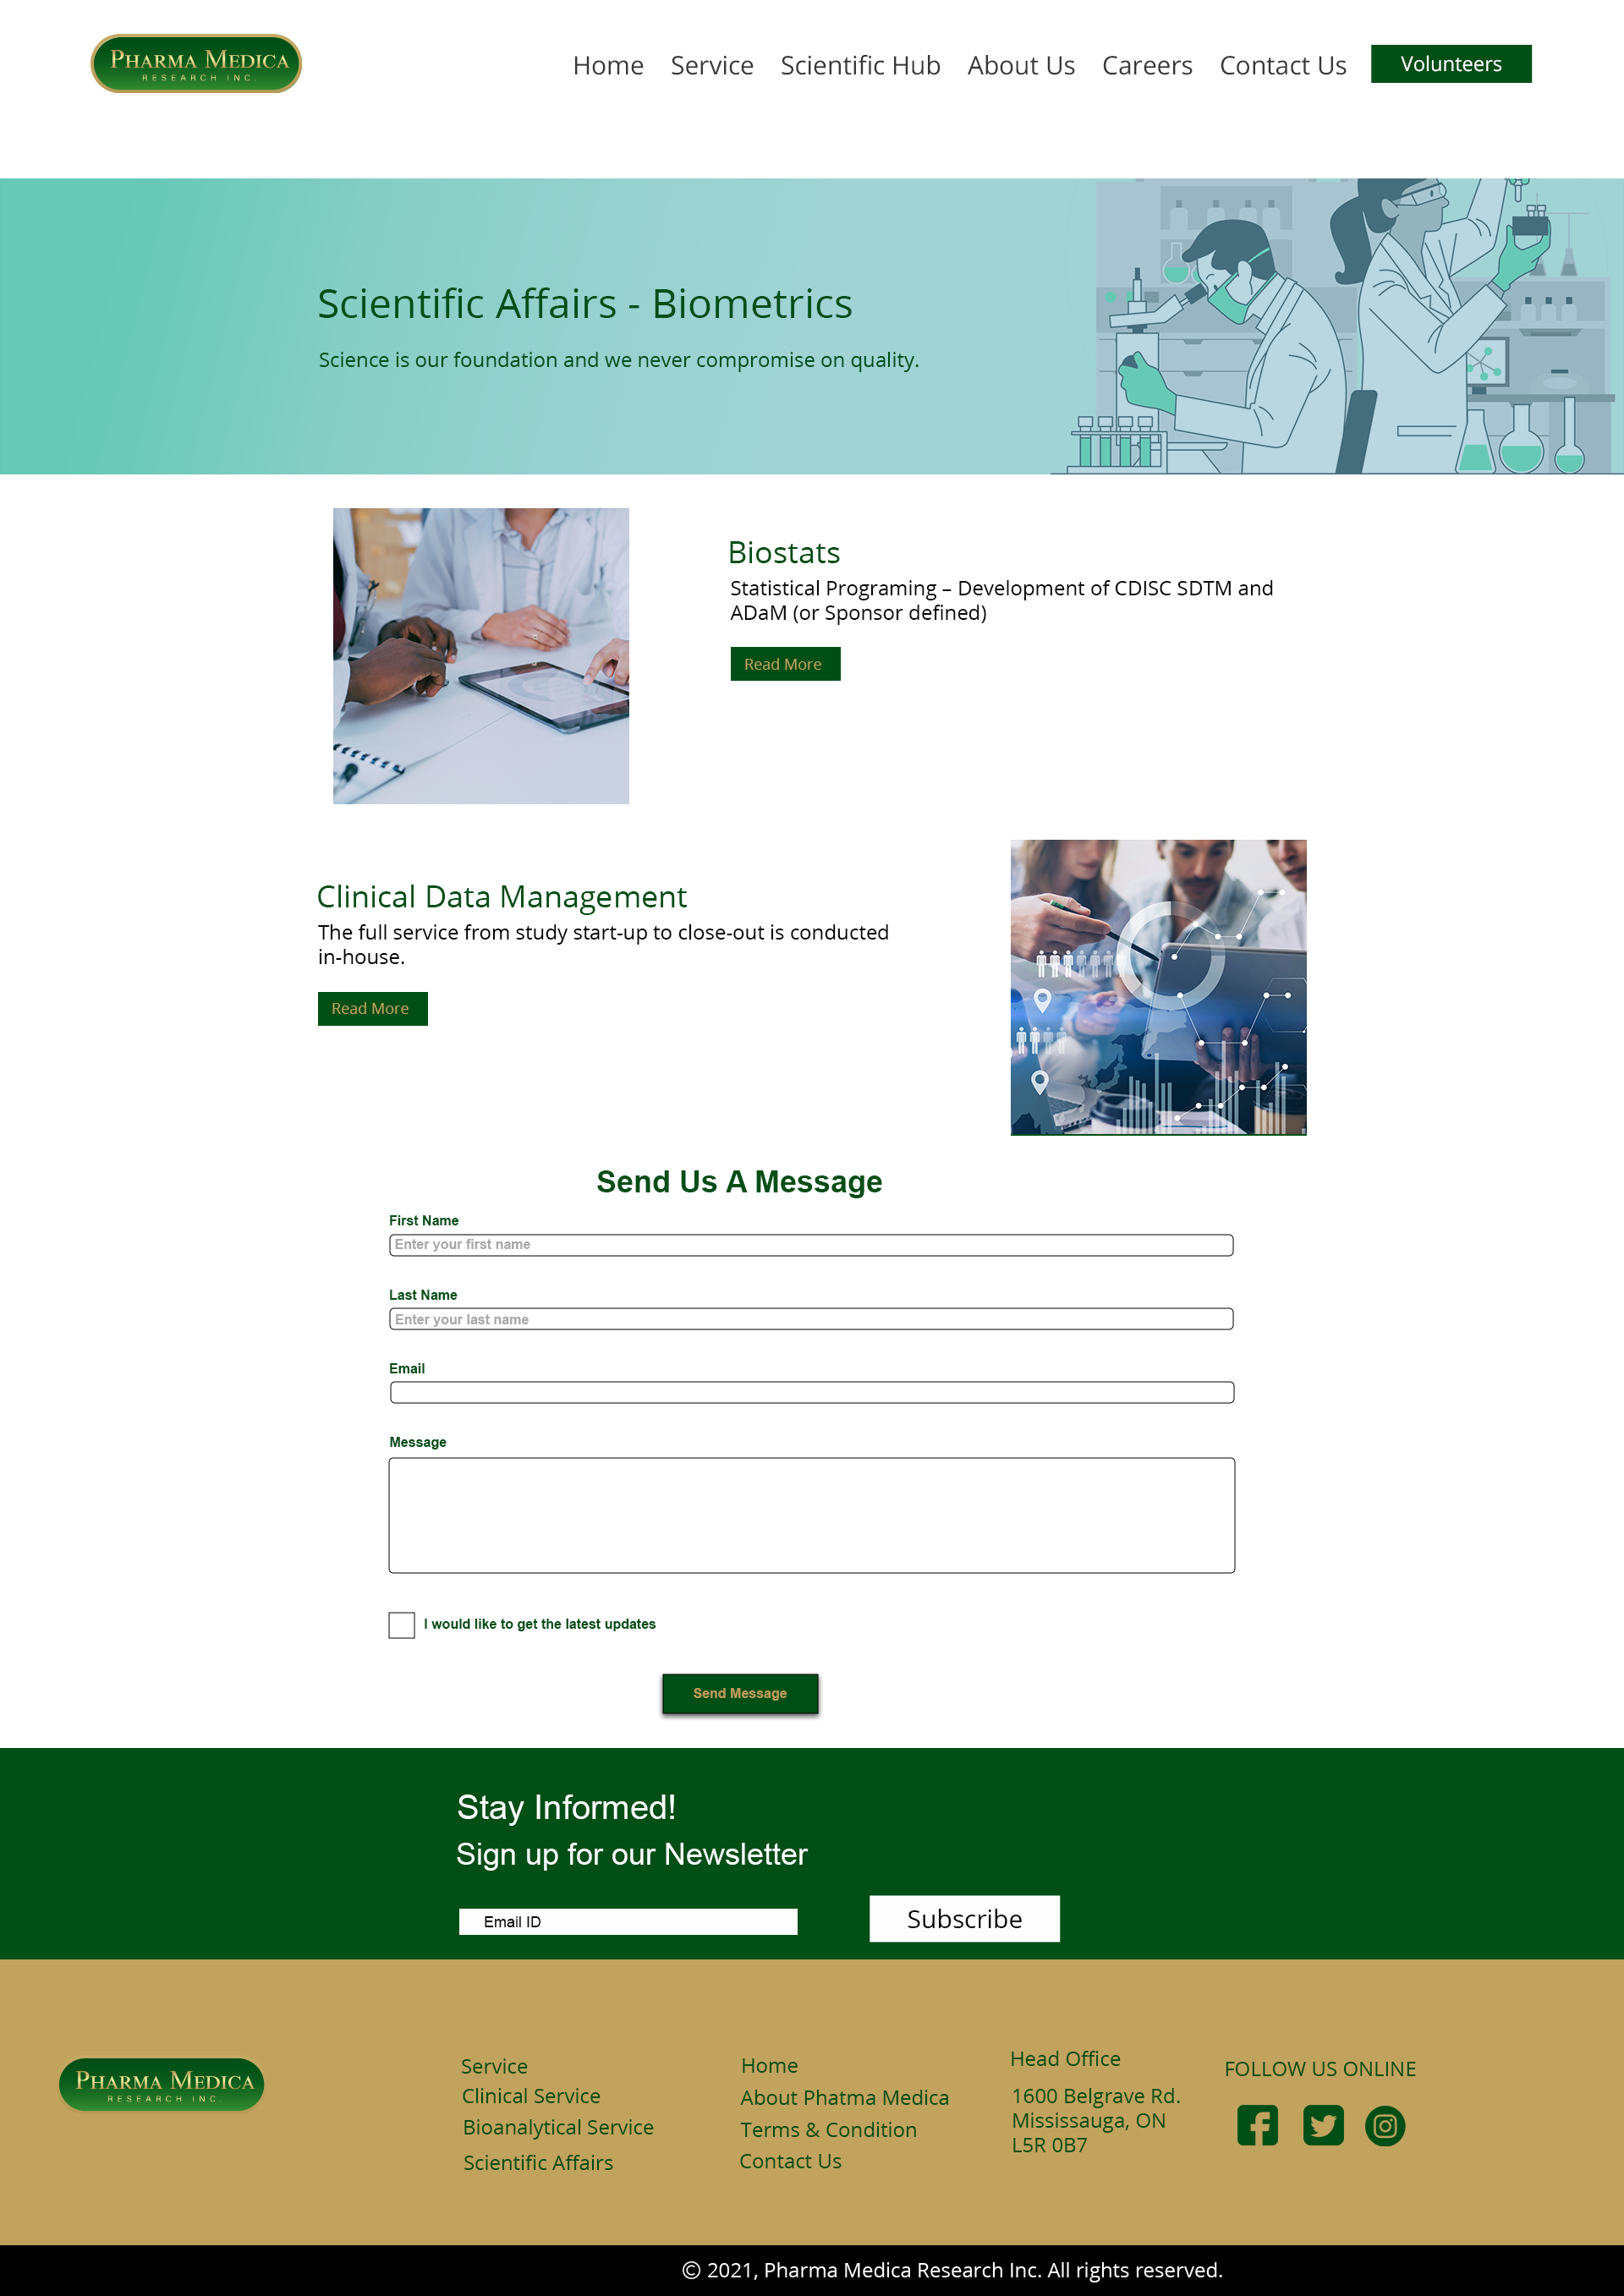 PHARMA MEDICA
RESEARCH INC.
Home Service Scientific Hub About Us Careers Contact Us Volunteers
Scientific Affairs - Biometrics
Science is our foundation and we never compromise on quality.
Biostats
Statistical Programing – Development of CDISC SDTM and
ADaM (or Sponsor defined)
Read More
Clinical Data Management
The full service from study start-up to close-out is conducted
in-house.
Read More
Send Us A Message
First Name
Enter your first name
Last Name
Enter your last name
Email
Message
I would like to get the latest updates
Send Message
Stay Informed!
Sign up for our Newsletter
Email ID
Subscribe
PHARMA MEDICA
RESEARCH INC.
Service
Clinical Service
Bioanalytical Service
Scientific Affairs
Home
About Phatma Medica
Terms & Condition
Contact Us
Head Office
1600 Belgrave Rd.
Mississauga, ON
L5R 0B7
FOLLOW US ONLINE
© 2021, Pharma Medica Research Inc. All rights reserved.